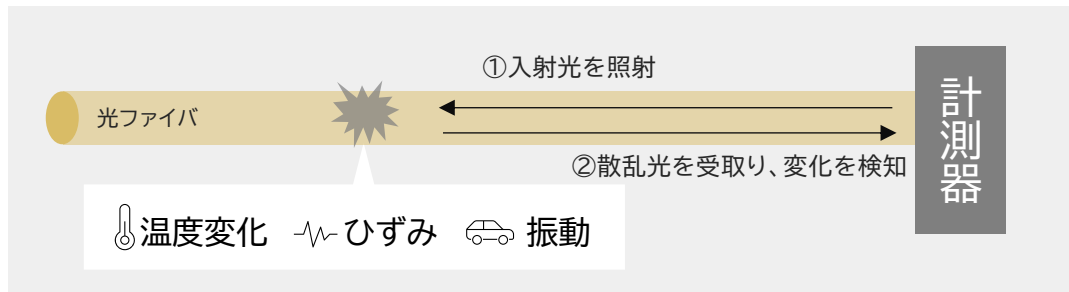 ①入射光を照射
光ファイバ
計測器
②散乱光を受取り、変化を検知
温度変化 ひずみ 振動